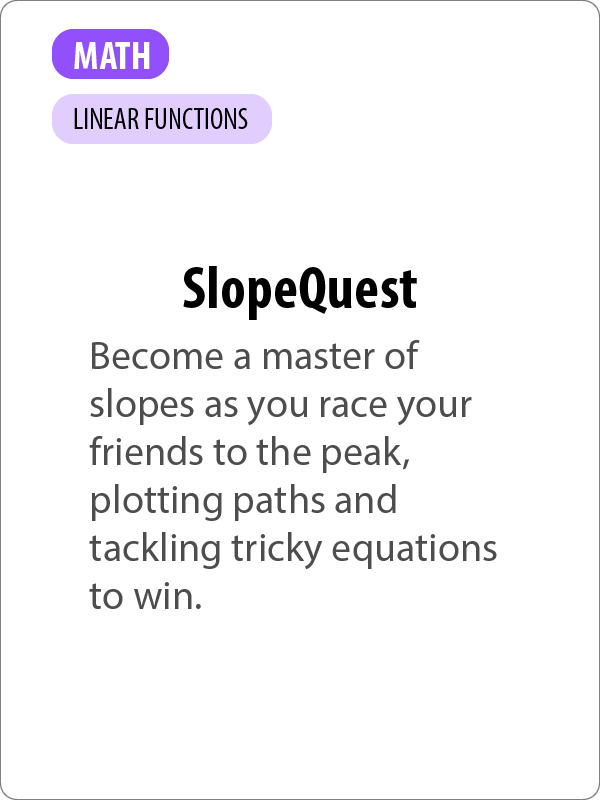 MATH
LINEAR FUNCTIONS
SlopeQuest
Become a master of
slopes as you race your
friends to the peak,
plotting paths and
tackling tricky equations
to win.